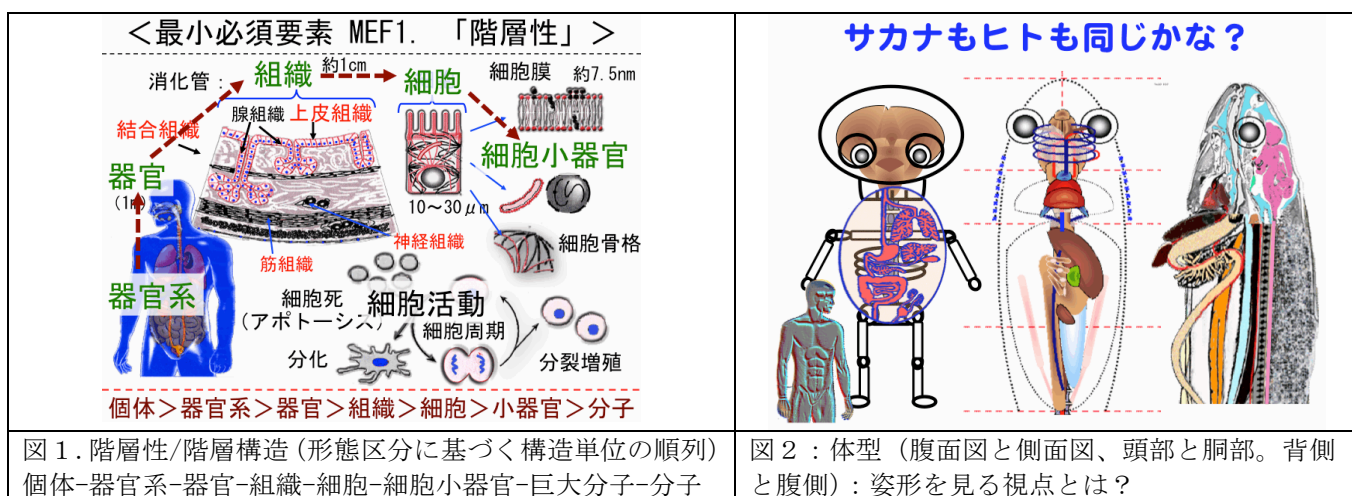 <最小必須要素 MEF1. 「階層性」>
消化管：
組織
約1cm
細胞
細胞膜
約7.5nm
結合組織
腺組織
上皮組織
細胞小器官
器官
10～30μm
細胞骨格
神経組織
筋組織
器官系
細胞死
(アポトーシス)
細胞活動
細胞周期
分化
分裂増殖
個体>器官系>器官>組織>細胞>小器官>分子
図１.階層性/階層構造(形態区分に基づく構造単位の順列)
個体-器官系-器官-組織-細胞-細胞小器官-巨大分子-分子
サカナもヒトも同じかな？
図２：体型（腹面図と側面図、頭部と胴部。背側
と腹側）：姿形を見る視点とは？